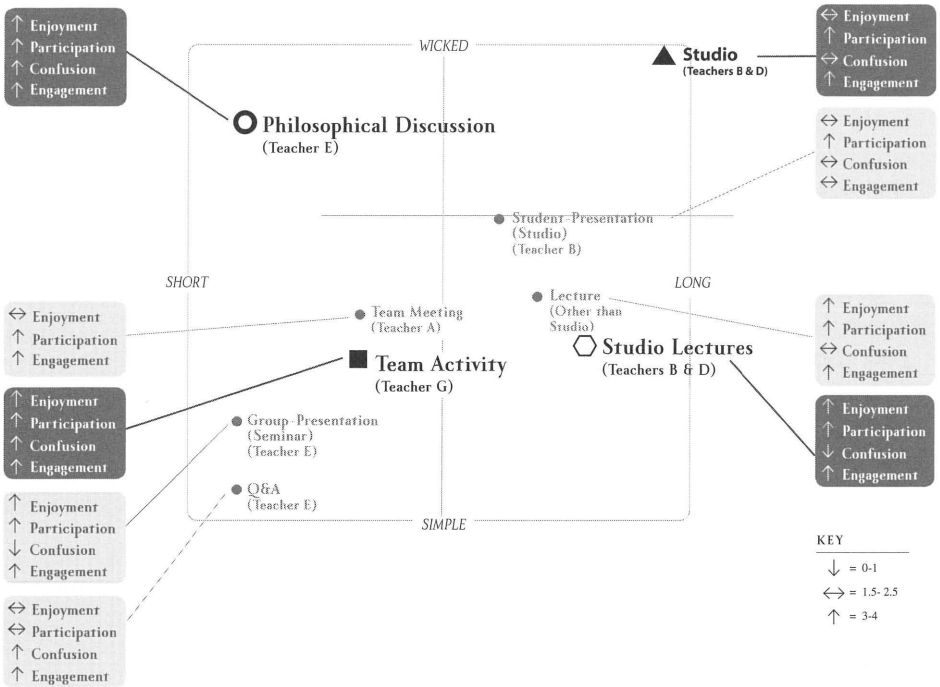 ↑ Enjoyment
↑ Participation
↑ Confusion
↑ Engagement
WICKED
Studio
(Teachers B & D)
↔ Enjoyment
↑ Participation
↔ Confusion
↑ Engagement
Philosophical Discussion
(Teacher E)
↔ Enjoyment
↑ Participation
↔ Confusion
↔ Engagement
Student-Presentation
(Studio)
(Teacher B)
SHORT
LONG
↔ Enjoyment
↑ Participation
↑ Engagement
Team Meeting
(Teacher A)
Lecture
(Other than
Studio)
↑ Enjoyment
↑ Participation
↔ Confusion
↑ Engagement
Team Activity
(Teacher G)
Studio Lectures
(Teachers B & D)
↑ Enjoyment
↑ Participation
↑ Confusion
↑ Engagement
↑ Enjoyment
↑ Participation
↓ Confusion
↑ Engagement
Group-Presentation
(Seminar)
(Teacher E)
↑ Enjoyment
↑ Participation
↓ Confusion
↑ Engagement
Q&A
(Teacher E)
SIMPLE
↔ Enjoyment
↔ Participation
↑ Confusion
↑ Engagement
KEY
↓ = 0-1
↔ = 1.5- 2.5
↑ = 3-4